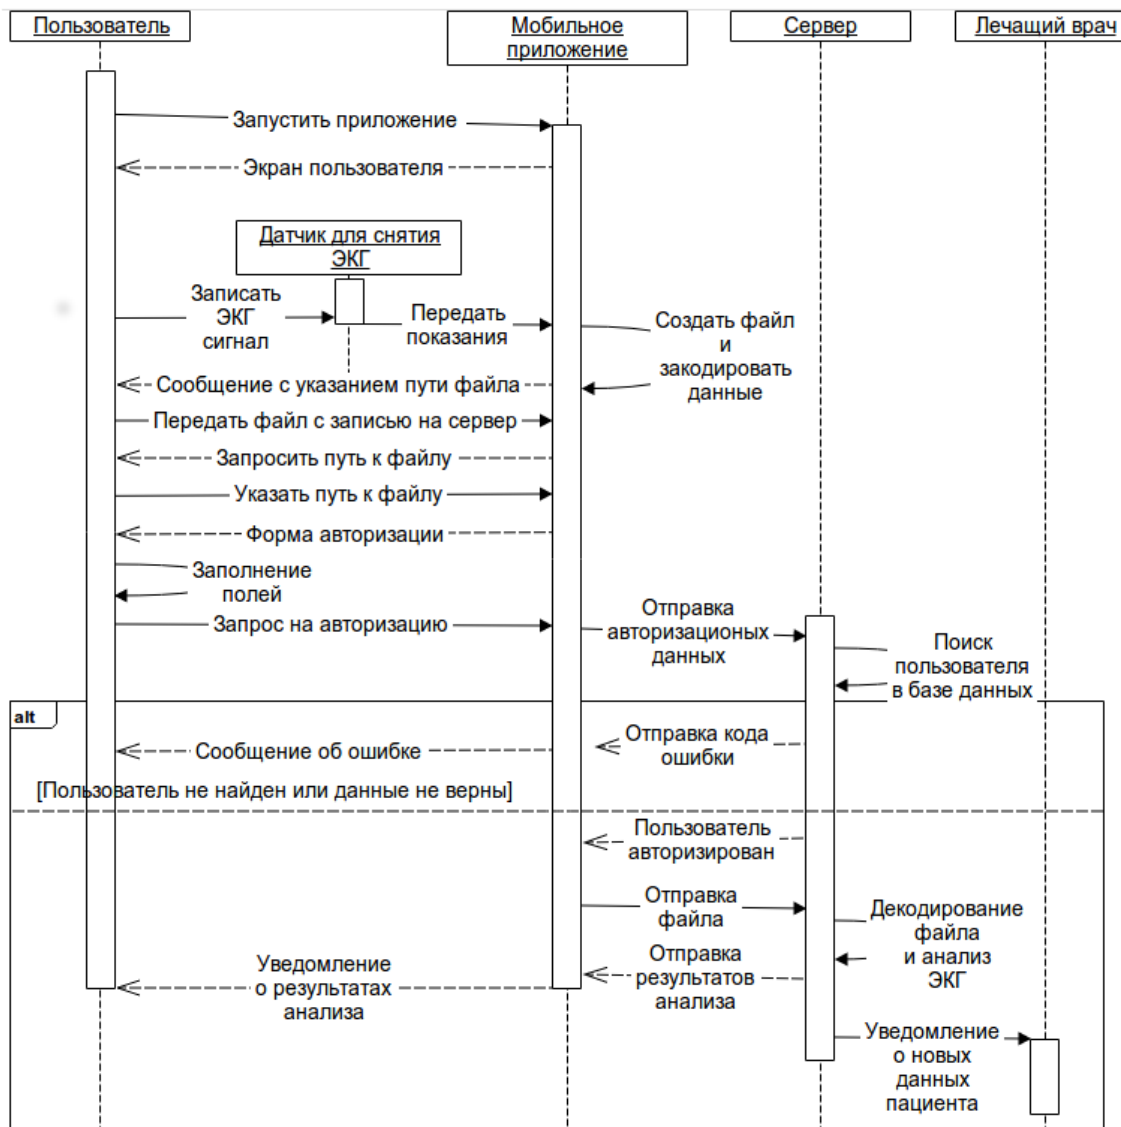 Пользователь
Мобильное
приложение
Сервер
Лечащий врач
Запустить приложение
Экран пользователя
Датчик для снятия
ЭКГ
Записать
ЭКГ
сигнал
Передать
показания
Создать файл
и
закодировать
данные
Сообщение с указанием пути файла
Передать файл с записью на сервер
Запросить путь к файлу
Указать путь к файлу
Форма авторизации
Заполнение
полей
Запрос на авторизацию
Отправка
авторизационых
данных
Поиск
пользователя
в базе данных
alt
Сообщение об ошибке
Отправка кода
ошибки
[Пользователь не найден или данные не верны]
Пользователь
авторизирован
Отправка
файла
Декодирование
файла
и анализ
ЭКГ
Отправка
результатов
анализа
Уведомление
о результатах
анализа
Уведомление
о новых
данных
пациента